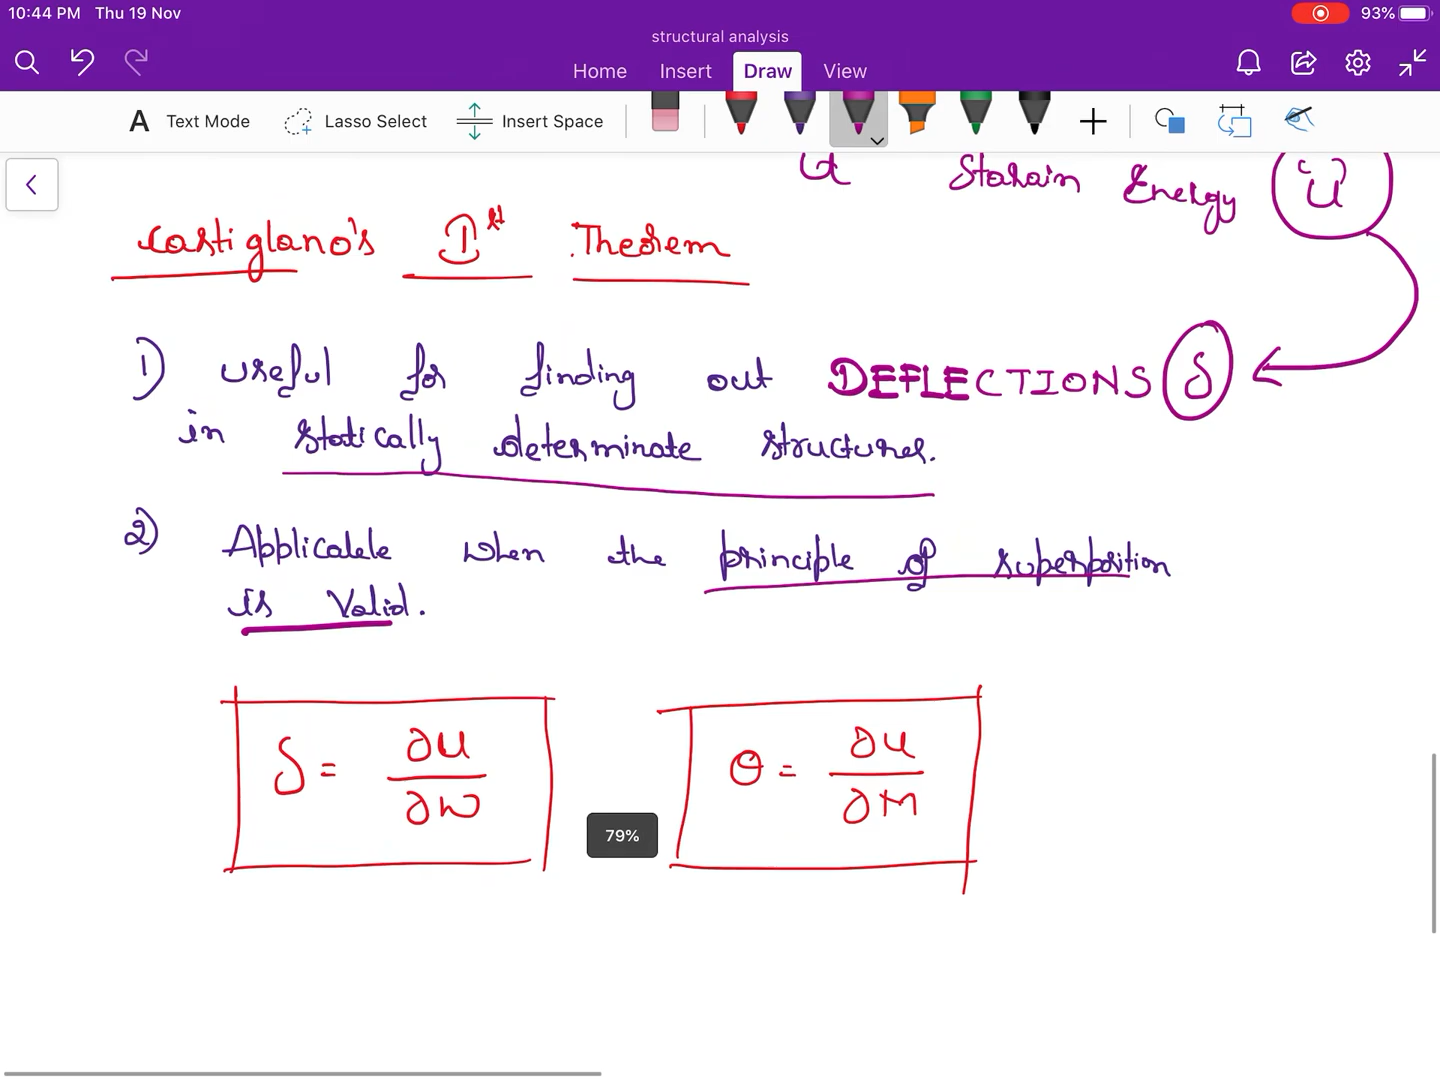 10:44 PM Thu 19 Nov
93%
structural analysis
Home Insert Draw View
A Text Mode Lasso Select Insert Space
Stahain Energy U
Castiglano's Ist Theorem
1) useful for finding out DEFLECTIONS δ
in statically determinate structures.
2) Applicable when the principle of superposition
is Valid.
δ = ∂U/∂W θ = ∂U/∂M
79%